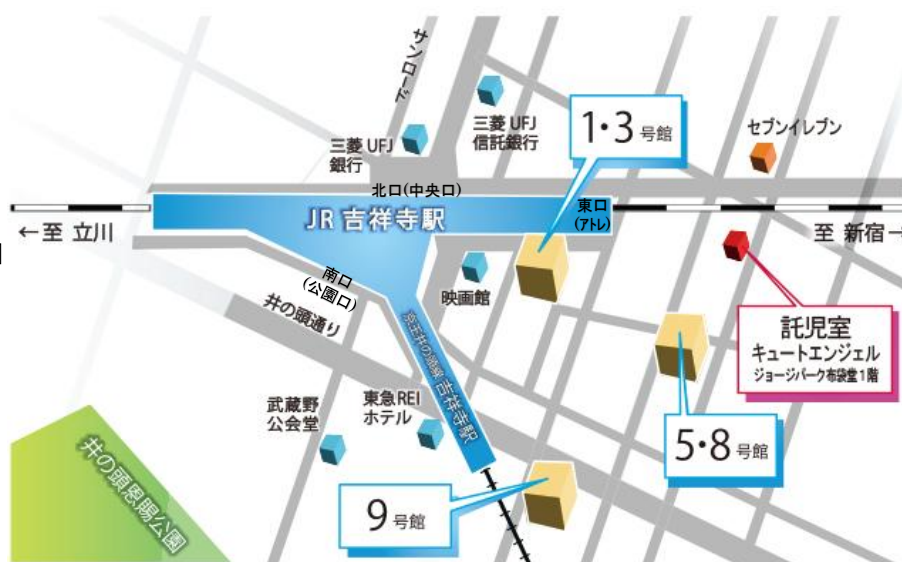 サンロード
三菱 UFJ
銀行
三菱 UFJ
信託銀行
1・3 号館
セブンイレブン
北口(中央口)
JR 吉祥寺駅
東口
(アトレ)
←至 立川
至 新宿→
南口
(公園口)
井の頭通り
映画館
京王井の頭線 吉祥寺駅
託児室
キュートエンジェル
ジョージパーク布袋堂1階
武蔵野
公会堂
東急REI
ホテル
5・8 号館
9 号館
井の頭恩賜公園